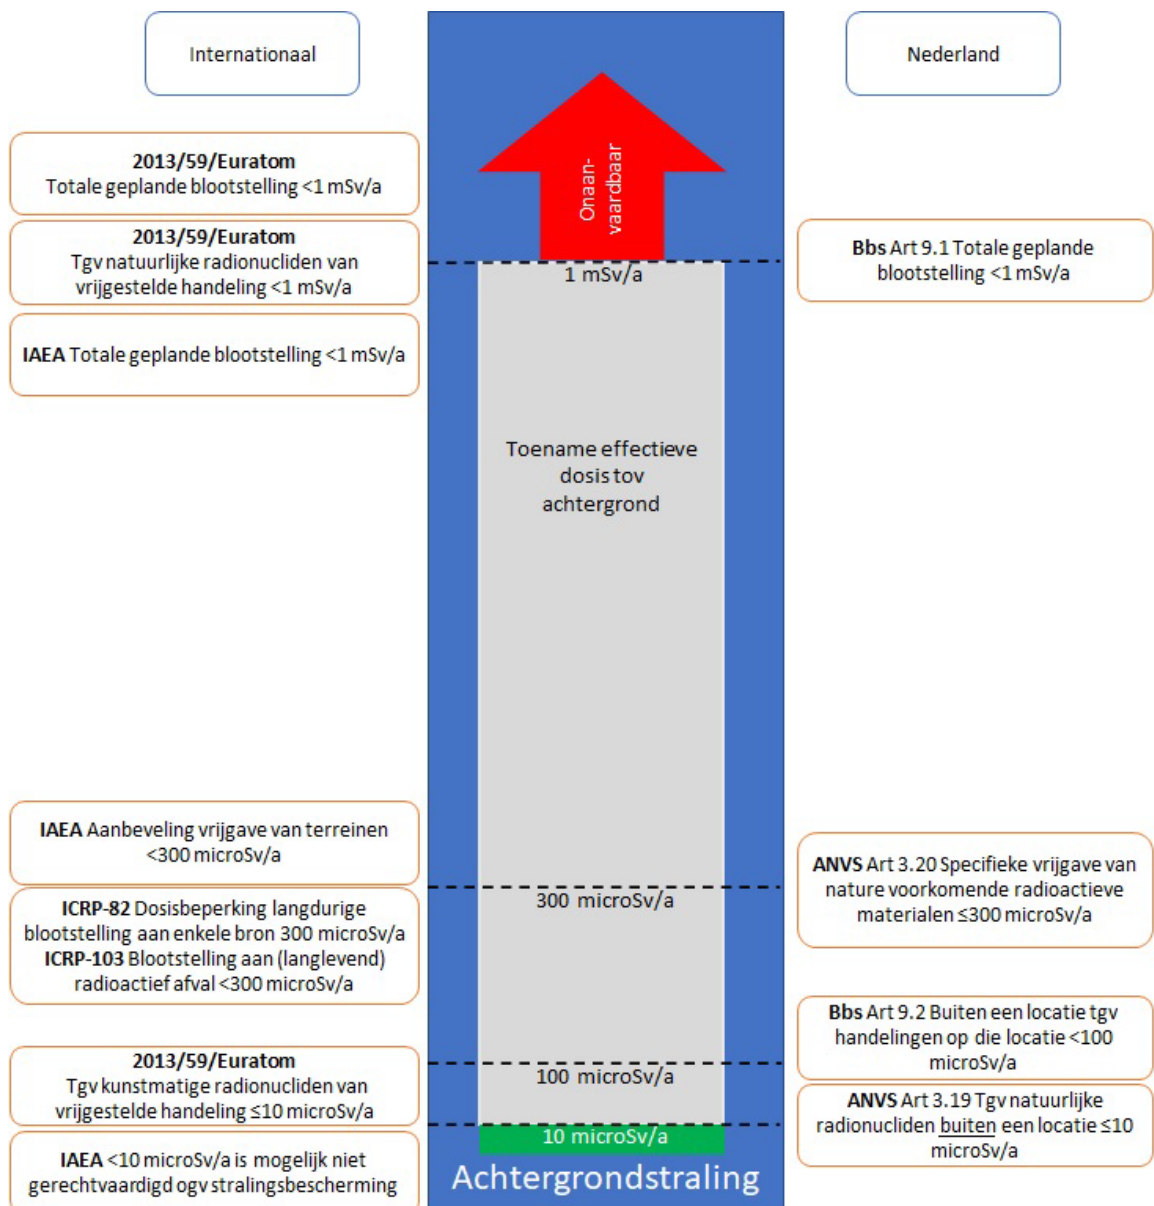 Internationaal
2013/59/Euratom
Totale geplande blootstelling <1 mSv/a
2013/59/Euratom
Tgv natuurlijke radionucliden van
vrijgestelde handeling <1 mSv/a
IAEA Totale geplande blootstelling <1 mSv/a
IAEA Aanbeveling vrijgave van terreinen
<300 microSv/a
ICRP-82 Dosisbeperking langdurige
blootstelling aan enkele bron 300 microSv/a
ICRP-103 Blootstelling aan (langlevend)
radioactief afval <300 microSv/a
2013/59/Euratom
Tgv kunstmatige radionucliden van
vrijgestelde handeling ≤10 microSv/a
IAEA <10 microSv/a is mogelijk niet
gerechtvaardigd ogv stralingsbescherming
Onaan-
vaardbaar
1 mSv/a
Toename effectieve
dosis tov
achtergrond
300 microSv/a
100 microSv/a
10 microSv/a
Achtergrondstraling
Nederland
Bbs Art 9.1 Totale geplande
blootstelling <1 mSv/a
ANVS Art 3.20 Specifieke vrijgave van
nature voorkomende radioactieve
materialen ≤300 microSv/a
Bbs Art 9.2 Buiten een locatie tgv
handelingen op die locatie <100
microSv/a
ANVS Art 3.19 Tgv natuurlijke
radionucliden buiten een locatie ≤10
microSv/a